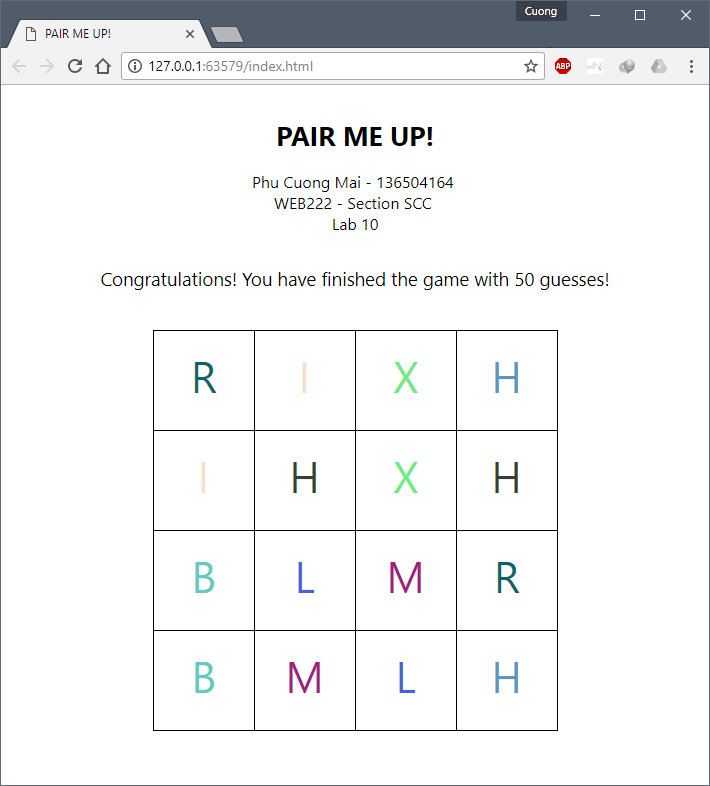 Cuong
PAIR ME UP!
127.0.0.1:63579/index.html
ABP
PAIR ME UP!
Phu Cuong Mai - 136504164
WEB222 - Section SCC
Lab 10
Congratulations! You have finished the game with 50 guesses!
R I X H
I H X H
B L M R
B M L H